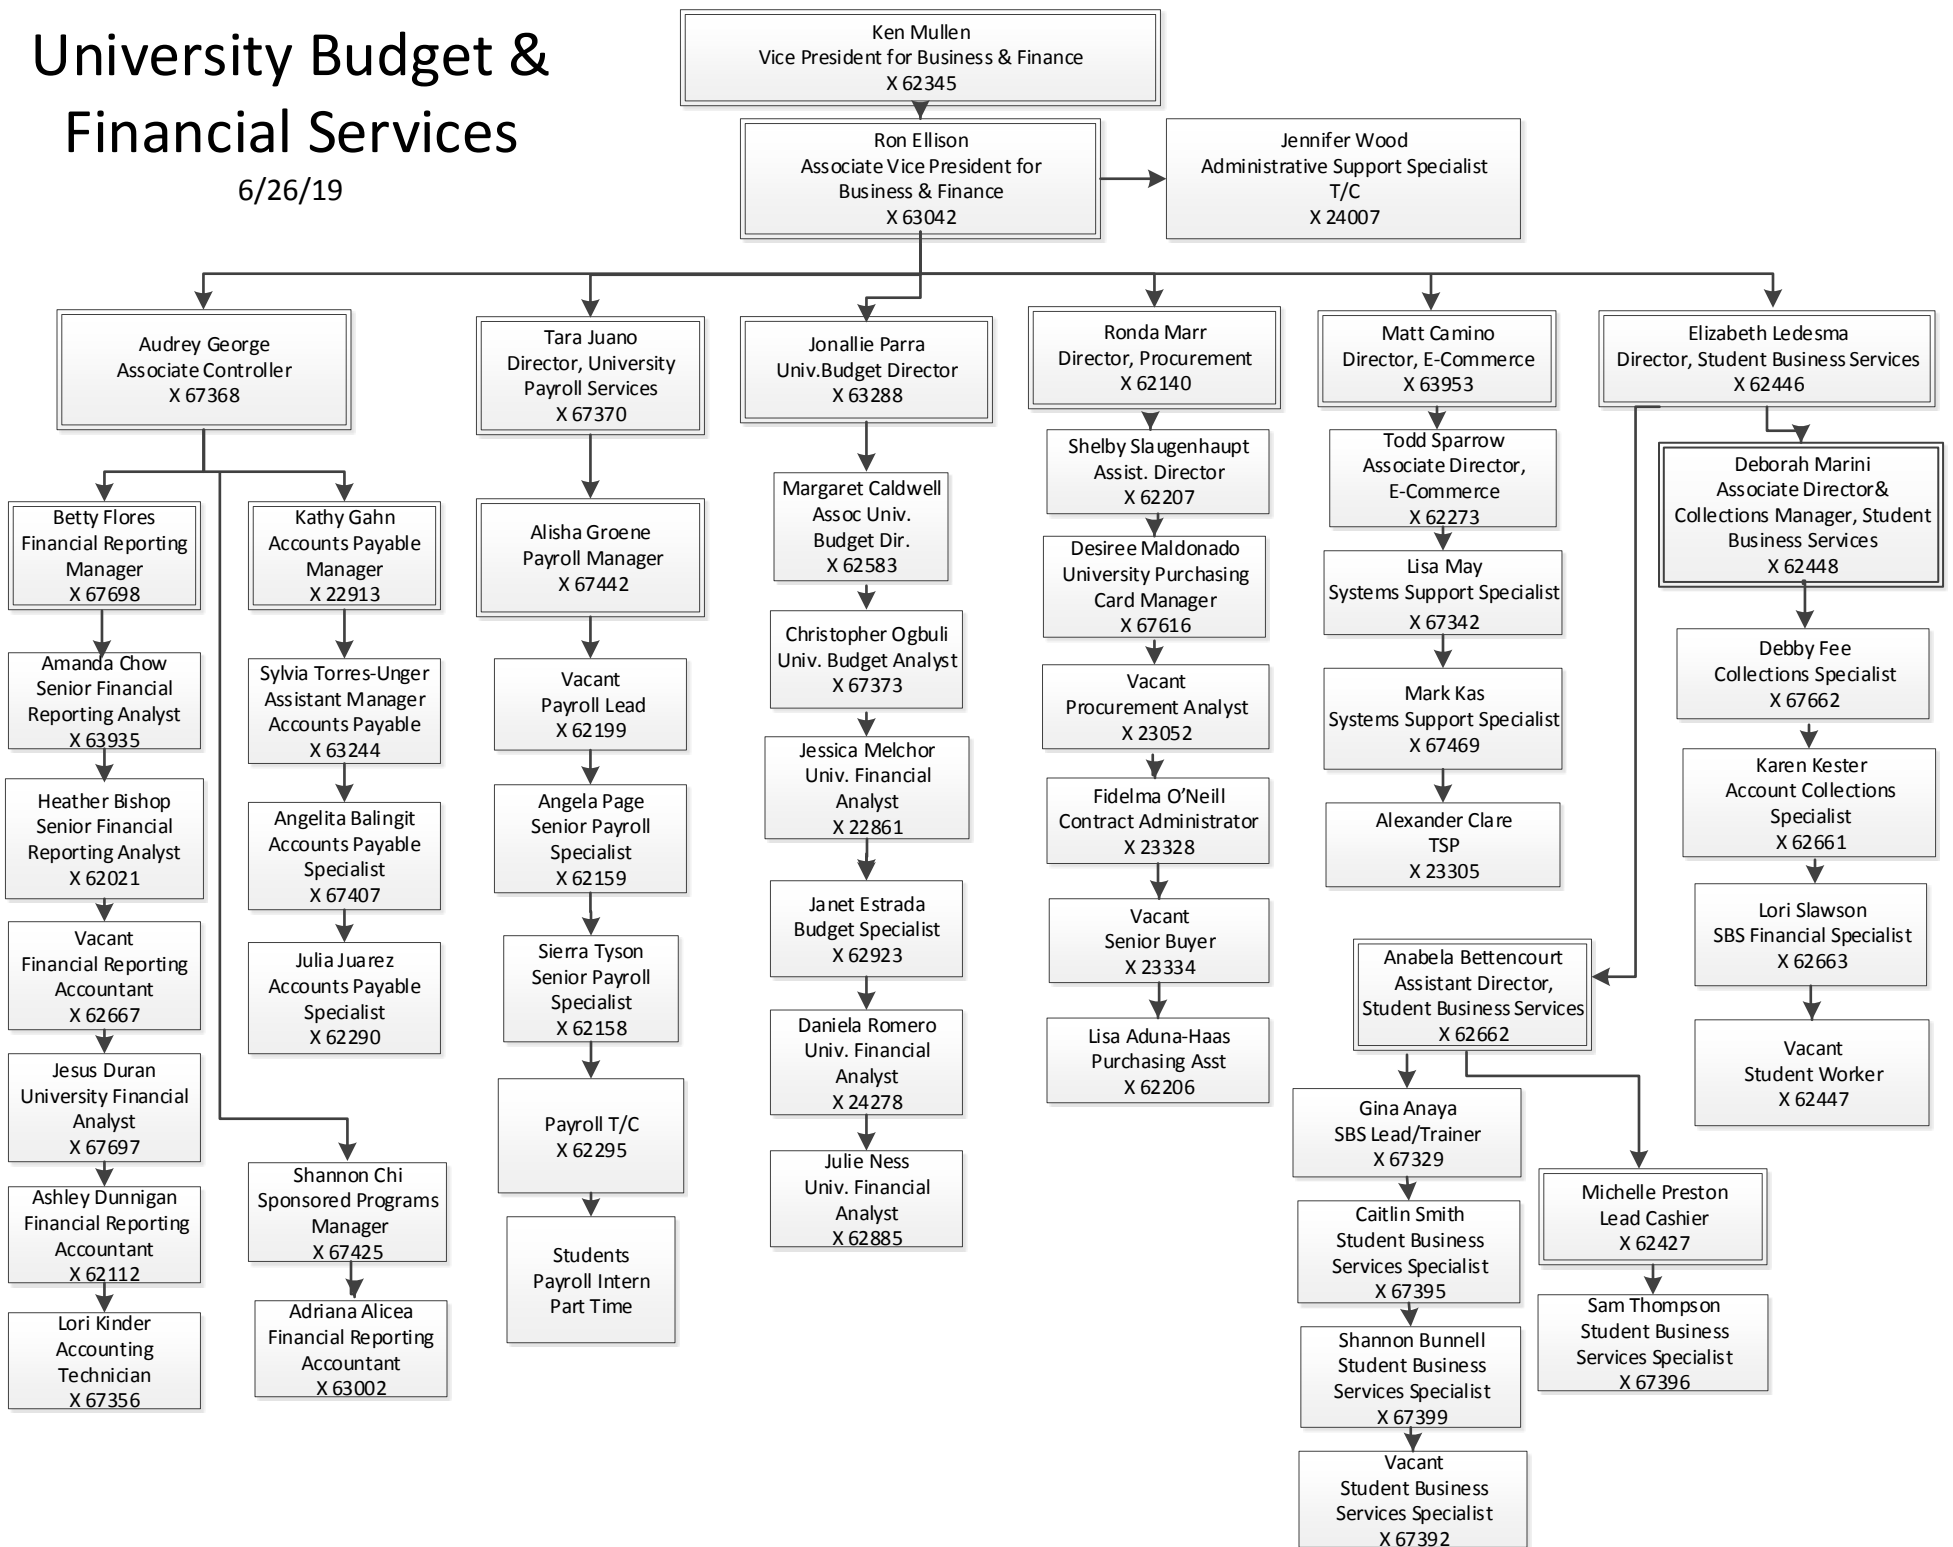 University Budget &
Financial Services
6/26/19
Ken Mullen
Vice President for Business & Finance
X 62345
Ron Ellison
Associate Vice President for
Business & Finance
X 63042
Jennifer Wood
Administrative Support Specialist
T/C
X 24007
Audrey George
Associate Controller
X 67368
Betty Flores
Financial Reporting
Manager
X 67698
Amanda Chow
Senior Financial
Reporting Analyst
X 63935
Heather Bishop
Senior Financial
Reporting Analyst
X 62021
Vacant
Financial Reporting
Accountant
X 62667
Jesus Duran
University Financial
Analyst
X 67697
Ashley Dunnigan
Financial Reporting
Accountant
X 62112
Lori Kinder
Accounting
Technician
X 67356
Kathy Gahn
Accounts Payable
Manager
X 22913
Sylvia Torres-Unger
Assistant Manager
Accounts Payable
X 63244
Angelita Balingit
Accounts Payable
Specialist
X 67407
Julia Juarez
Accounts Payable
Specialist
X 62290
Shannon Chi
Sponsored Programs
Manager
X 67425
Adriana Alicea
Financial Reporting
Accountant
X 63002
Tara Juano
Director, University
Payroll Services
X 67370
Alisha Groene
Payroll Manager
X 67442
Vacant
Payroll Lead
X 62199
Angela Page
Senior Payroll
Specialist
X 62159
Sierra Tyson
Senior Payroll
Specialist
X 62158
Payroll T/C
X 62295
Students
Payroll Intern
Part Time
Jonallie Parra
Univ.Budget Director
X 63288
Margaret Caldwell
Assoc Univ.
Budget Dir.
X 62583
Christopher Ogbuli
Univ. Budget Analyst
X 67373
Jessica Melchor
Univ. Financial
Analyst
X 22861
Janet Estrada
Budget Specialist
X 62923
Daniela Romero
Univ. Financial
Analyst
X 24278
Julie Ness
Univ. Financial
Analyst
X 62885
Ronda Marr
Director, Procurement
X 62140
Shelby Slaugenhaupt
Assist. Director
X 62207
Desiree Maldonado
University Purchasing
Card Manager
X 67616
Vacant
Procurement Analyst
X 23052
Fidelma O’Neill
Contract Administrator
X 23328
Vacant
Senior Buyer
X 23334
Lisa Aduna-Haas
Purchasing Asst
X 62206
Matt Camino
Director, E-Commerce
X 63953
Todd Sparrow
Associate Director,
E-Commerce
X 62273
Lisa May
Systems Support Specialist
X 67342
Mark Kas
Systems Support Specialist
X 67469
Alexander Clare
TSP
X 23305
Elizabeth Ledesma
Director, Student Business Services
X 62446
Deborah Marini
Associate Director&
Collections Manager, Student
Business Services
X 62448
Debby Fee
Collections Specialist
X 67662
Karen Kester
Account Collections
Specialist
X 62661
Lori Slawson
SBS Financial Specialist
X 62663
Vacant
Student Worker
X 62447
Anabela Bettencourt
Assistant Director,
Student Business Services
X 62662
Gina Anaya
SBS Lead/Trainer
X 67329
Caitlin Smith
Student Business
Services Specialist
X 67395
Shannon Bunnell
Student Business
Services Specialist
X 67399
Vacant
Student Business
Services Specialist
X 67392
Michelle Preston
Lead Cashier
X 62427
Sam Thompson
Student Business
Services Specialist
X 67396